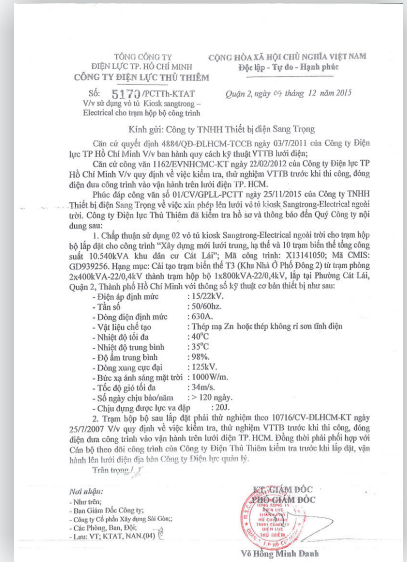 TỔNG CÔNG TY
ĐIỆN LỰC TP. HỒ CHÍ MINH
CÔNG TY ĐIỆN LỰC THỦ THIÊM
CỘNG HÒA XÃ HỘI CHỦ NGHĨA VIỆT NAM
Độc lập - Tự do - Hạnh phúc
Số: 5170/PCTTh-KTAT
V/v sử dụng vỏ tủ Kiosk sangtrong – Electrical cho trạm hộp bộ công trình
Quận 2, ngày 09 tháng 12 năm 2015
Kính gửi: Công ty TNHH Thiết bị điện Sang Trọng
Căn cứ quyết định 4884/QĐ-ĐLHCM-TCCB ngày 03/7/2011 của Công ty Điện
lực TP Hồ Chí Minh V/v ban hành quy cách kỹ thuật VTTB lưới điện;
Căn cứ công văn 1162/EVNHCMC-KT ngày 22/02/2012 của Công ty Điện lực TP
Hồ Chí Minh V/v quy định về việc kiểm tra, thử nghiệm VTTB trước khi thi công, đóng
điện đưa công trình vào vận hành trên lưới điện TP. HCM.
Phúc đáp công văn số 01/CV/GPLL-PCTT ngày 25/11/2015 của Công ty TNHH
Thiết bị điện Sang Trọng về việc xin phép lên lưới vỏ tủ kiosk Sangtrong-Electrical ngoài
trời. Công ty Điện lực Thủ Thiêm đã kiểm tra hồ sơ và thông báo đến Quý Công ty nội
dung sau:
1. Chấp thuận sử dụng 02 vỏ tủ kiosk Sangtrong-Electrical ngoài trời cho trạm hợp
bộ lắp đặt cho công trình “Xây dựng mới lưới trung, hạ thế và 10 trạm biến thế tổng công
suất 10.540kVA khu dân cư Cát Lái”; Mã công trình: X13141050; Mã CMIS:
GD939256. Hạng mục: Cải tạo trạm biến thế T3 (Khu Nhà Ở Phố Đông 2) từ trạm phòng
2x400kVA-22/0,4kV thành trạm hộp bộ 1x800kVA-22/0,4kV, lắp tại Phường Cát Lái,
Quận 2, Thành phố Hồ Chí Minh với thông số kỹ thuật cơ bản thiết bị như sau:
- Điện áp định mức : 15/22kV.
- Tần số : 50/60hz.
- Dòng điện định mức : 630A.
- Vật liệu chế tạo : Thép mạ Zn hoặc thép không rỉ sơn tĩnh điện
- Nhiệt độ tối đa : 40°C
- Nhiệt độ trung bình : 35°C
- Độ ẩm trung bình : 98%.
- Dòng xung cực đại : 125kV.
- Bức xạ ánh sáng mặt trời : 1000W/m.
- Tốc độ gió tối đa : 34m/s.
- Số ngày chịu bão/năm : > 120 ngày.
- Chịu đựng được lực va đập : 20J.
2. Trạm hộp bộ sau lắp đặt phải thử nghiệm theo 10716/CV-ĐLHCM-KT ngày
25/7/2007 V/v quy định về việc kiểm tra, thử nghiệm VTTB trước khi thi công, đóng
điện đưa công trình vào vận hành trên lưới điện TP. HCM. Đồng thời phải phối hợp với
Cán bộ theo dõi công trình của Công ty Điện Thủ Thiêm kiểm tra trước khi lắp đặt, vận
hành lên lưới điện địa bàn Công ty Điện lực quản lý.
Trân trọng./.
Nơi nhận:
- Như trên;
- Ban Giám Đốc Công ty;
- Công ty Cổ phần Xây dựng Sài Gòn;
- Các Phòng, Ban, Đội;
- Lưu: VT; KTAT, NAN.(04)
KT. GIÁM ĐỐC
PHÓ GIÁM ĐỐC
Võ Hồng Minh Danh